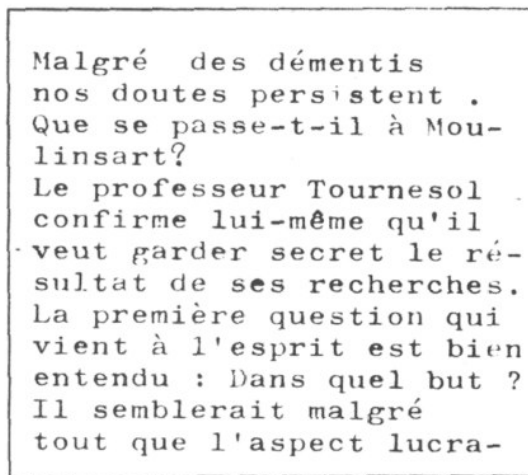 Malgré des démentis
nos doutes persistent .
Que se passe-t-il à Mou-
linsart?
Le professeur Tournesol
confirme lui-même qu'il
veut garder secret le ré-
sultat de ses recherches.
La première question qui
vient à l'esprit est bien
entendu : Dans quel but ?
Il semblerait malgré
tout que l'aspect lucra-